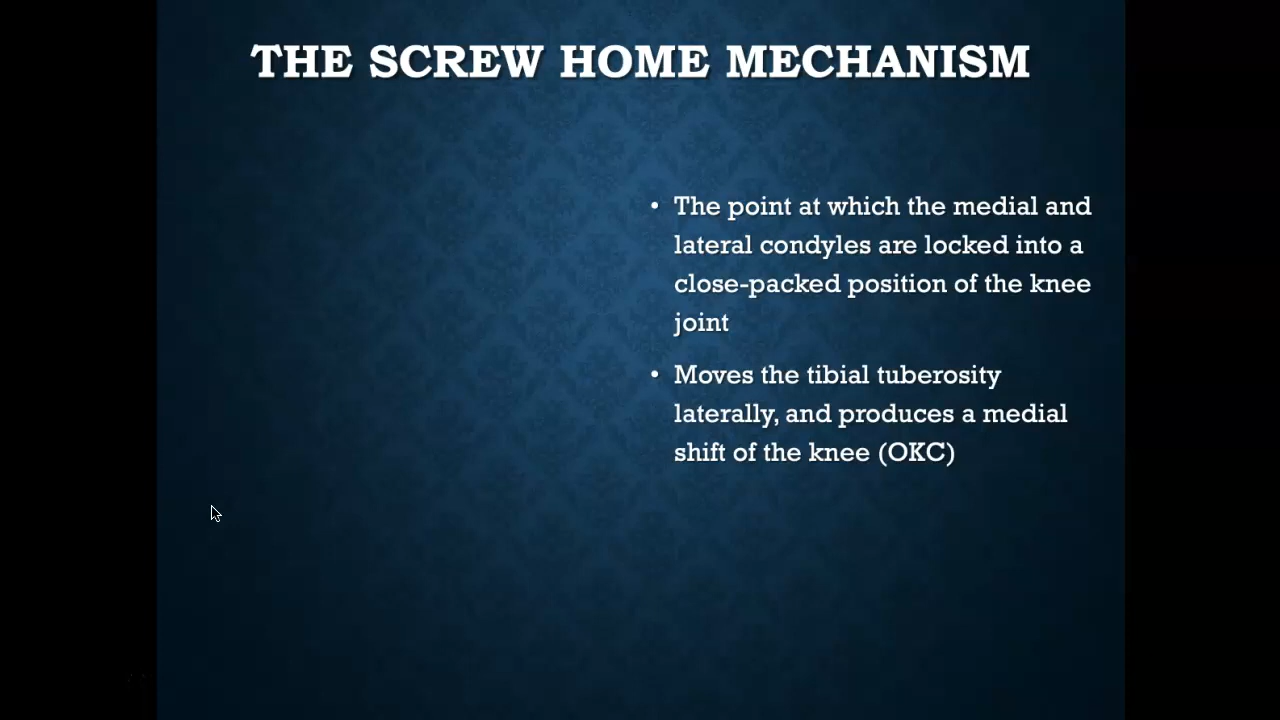 THE SCREW HOME MECHANISM
• The point at which the medial and
lateral condyles are locked into a
close-packed position of the knee
joint
• Moves the tibial tuberosity
laterally, and produces a medial
shift of the knee (OKC)